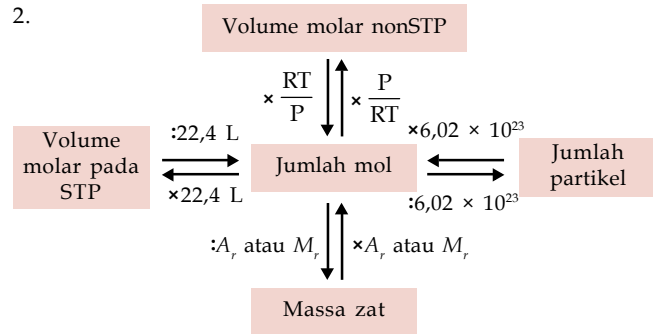 2.
Volume molar nonSTP
× RT/P
× P/RT
Volume
molar pada
STP
:22,4 L
×22,4 L
Jumlah mol
×6,02 × 10²³
:6,02 × 10²³
Jumlah
partikel
:Aᵣ atau Mᵣ
×Aᵣ atau Mᵣ
Massa zat